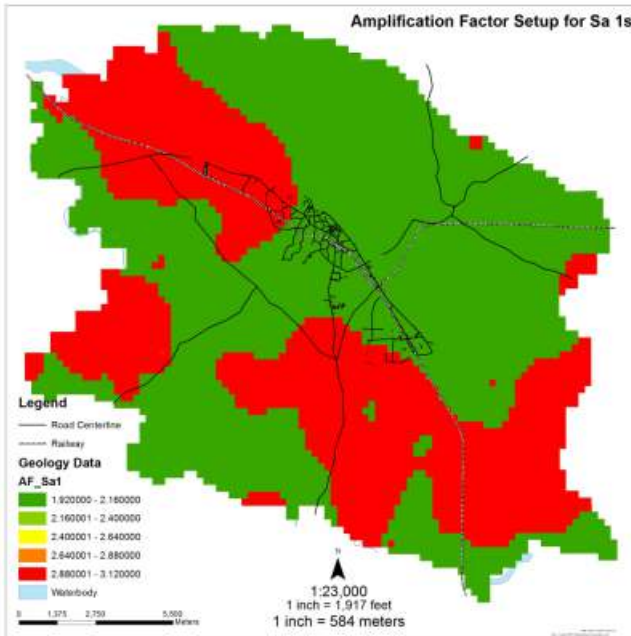 Amplification Factor Setup for Sa 1s
Legend
Road Centerline
Railway
Geology Data
AF_Sa1
1.920000 - 2.160000
2.160001 - 2.400000
2.400001 - 2.640000
2.640001 - 2.880000
2.880001 - 3.120000
Waterbody
0 1,375 2,750 5,500
Meters
N
1:23,000
1 inch = 1,917 feet
1 inch = 584 meters